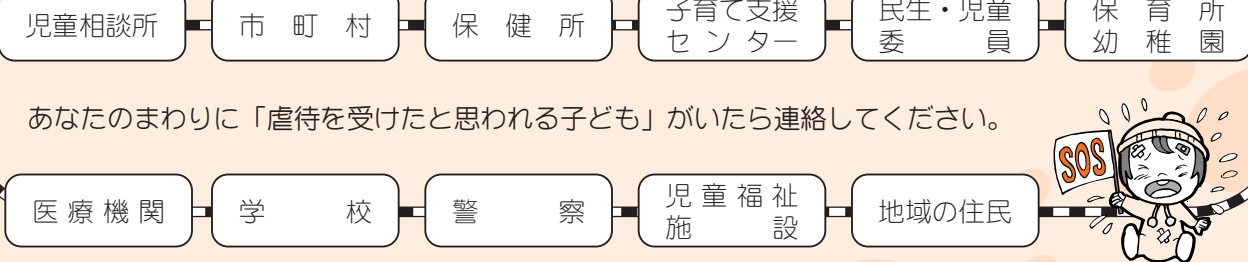 児童相談所
市町村
保健所
子育て支援
センター
民生・児童
委員
保育所
幼稚園
あなたのまわりに「虐待を受けたと思われる子ども」がいたら連絡してください。
医療機関
学校
警察
児童福祉
施設
地域の住民
SOS